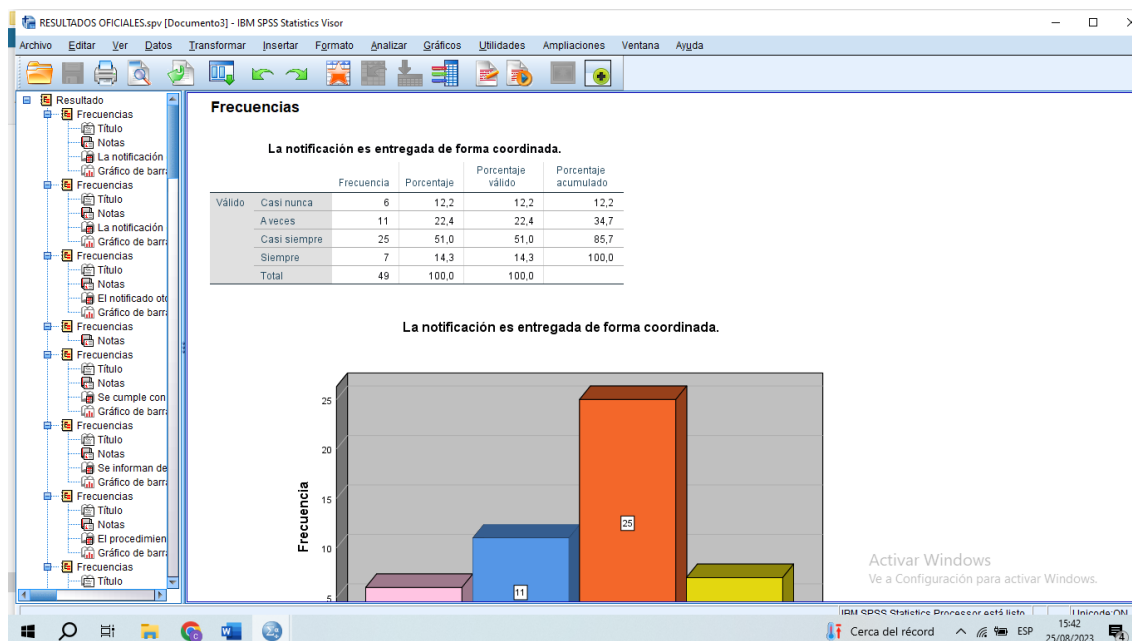 RESULTADOS OFICIALES.spv [Documento3] - IBM SPSS Statistics Visor
Archivo Editar Ver Datos Transformar Insertar Formato Analizar Gráficos Utilidades Ampliaciones Ventana Ayuda
Resultado
Frecuencias
Título
Notas
La notificación
Gráfico de barra
Frecuencias
Título
Notas
La notificación
Gráfico de barra
Frecuencias
Título
Notas
El notificado oto
Gráfico de barra
Frecuencias
Notas
Frecuencias
Título
Notas
Se cumple con
Gráfico de barra
Frecuencias
Título
Notas
Se informan de
Gráfico de barra
Frecuencias
Título
Notas
El procedimien
Gráfico de barra
Frecuencias
Título
Frecuencias
La notificación es entregada de forma coordinada.
Frecuencia Porcentaje Porcentaje válido Porcentaje acumulado
Válido Casi nunca 6 12,2 12,2 12,2
A veces 11 22,4 22,4 34,7
Casi siempre 25 51,0 51,0 85,7
Siempre 7 14,3 14,3 100,0
Total 49 100,0 100,0
La notificación es entregada de forma coordinada.
Frecuencia
25
20
15
10
5
11
25
Activar Windows
Ve a Configuración para activar Windows.
IBM SPSS Statistics Processor está listo Unicode:ON
Cerca del récord ESP 15:42
25/08/2023 4